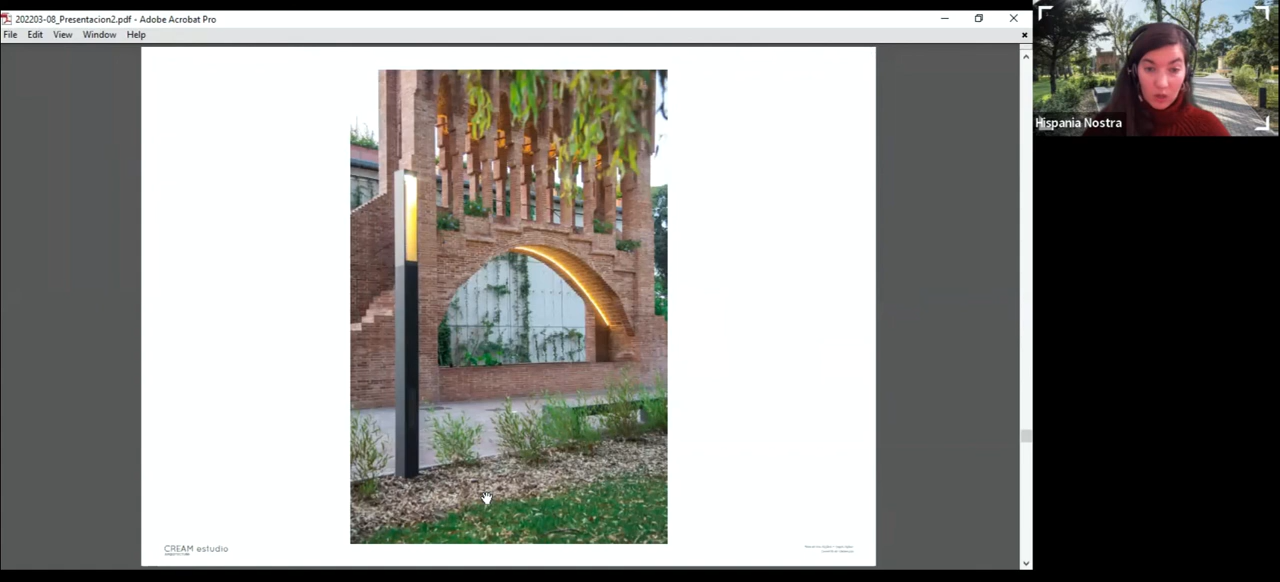 202203-08_Presentacion2.pdf - Adobe Acrobat Pro
File Edit View Window Help
Hispania Nostra
CREAM estudio